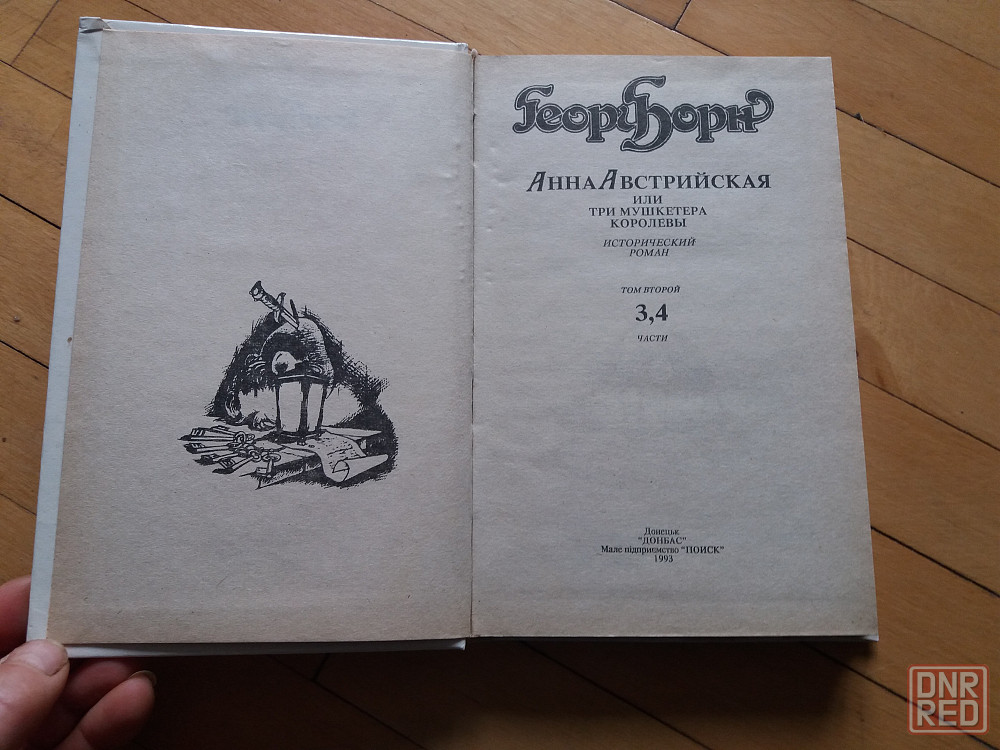 Георг Борн
АННА АВСТРИЙСКАЯ
ИЛИ
ТРИ МУШКЕТЕРА
КОРОЛЕВЫ
ИСТОРИЧЕСКИЙ
РОМАН
ТОМ ВТОРОЙ
3,4
ЧАСТИ
Донецьк
"ДОНБАС"
Мале підприємство "ПОИСК"
1993
DNR
RED